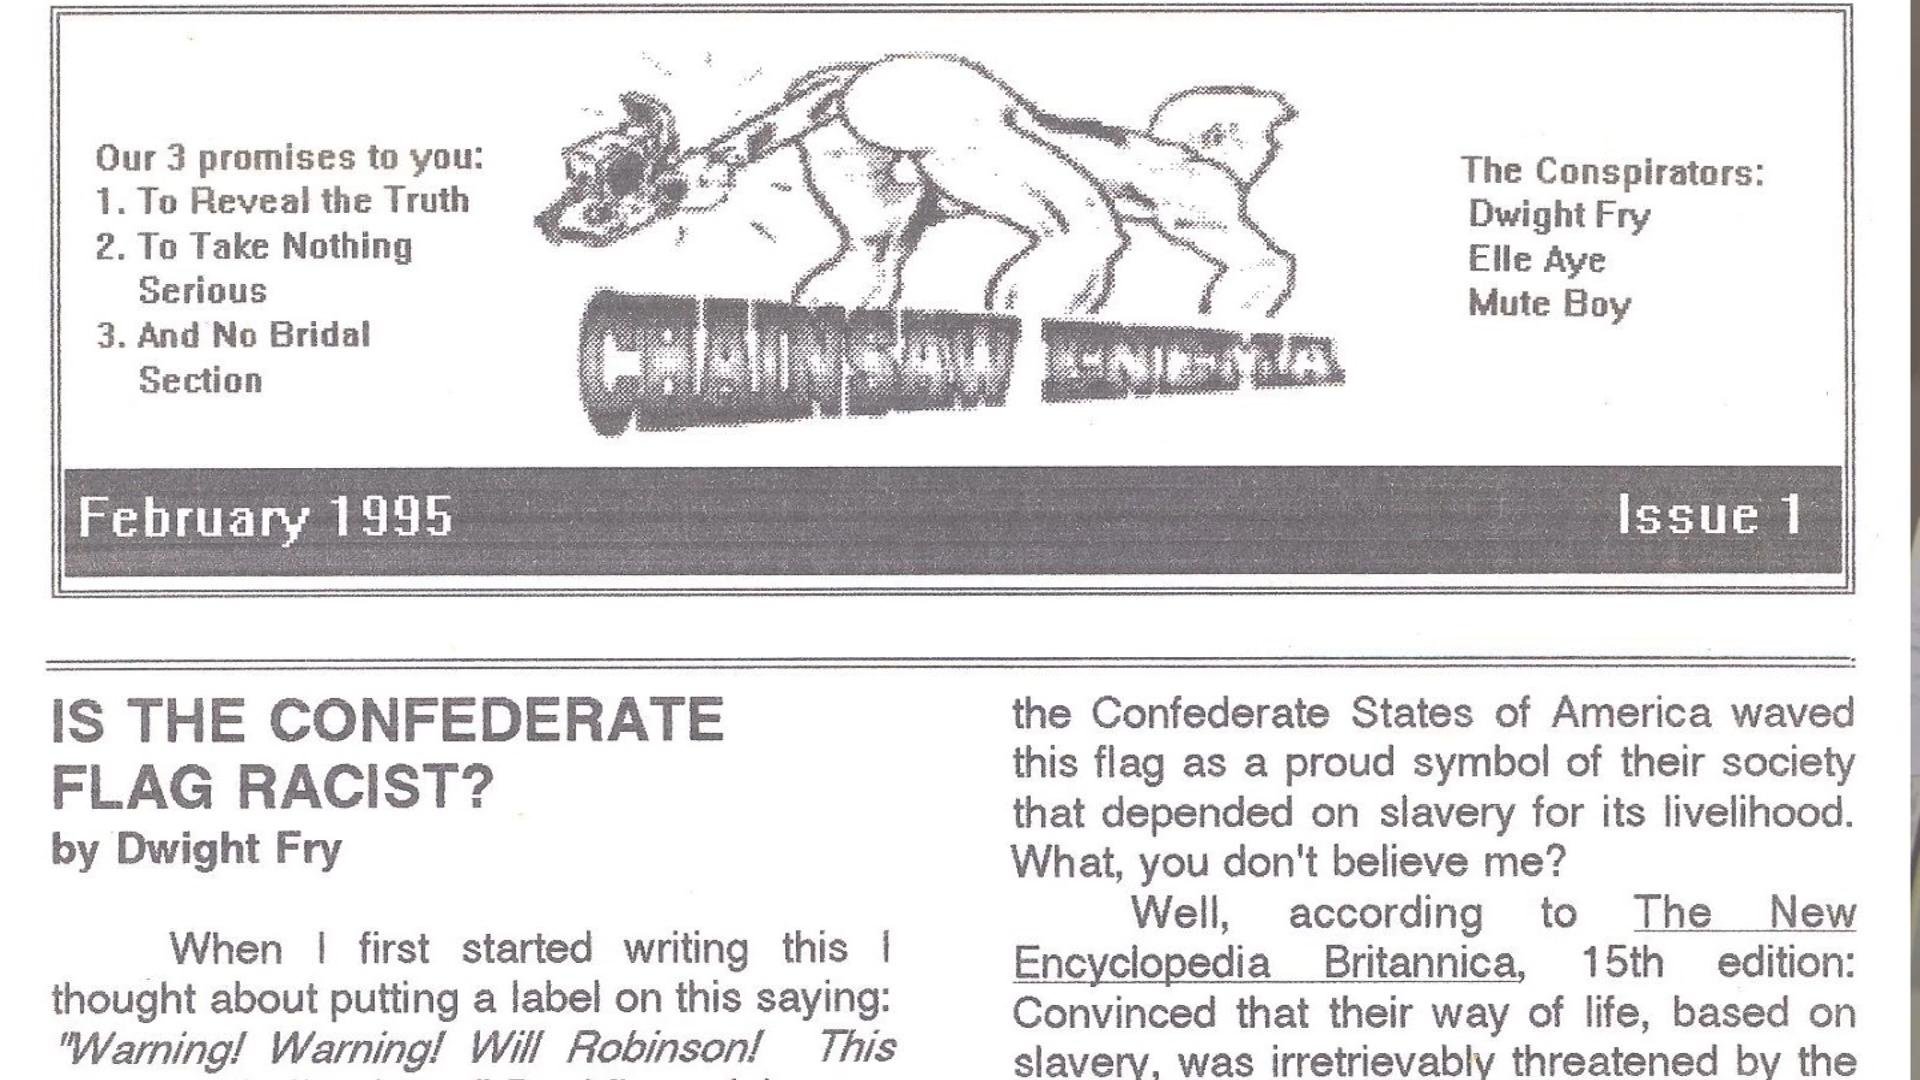 Our 3 promises to you:
1. To Reveal the Truth
2. To Take Nothing
Serious
3. And No Bridal
Section
CHAINSAW ENEMA
The Conspirators:
Dwight Fry
Elle Aye
Mute Boy
February 1995
Issue 1
IS THE CONFEDERATE
FLAG RACIST?
by Dwight Fry
When I first started writing this I
thought about putting a label on this saying:
"Warning! Warning! Will Robinson! This
the Confederate States of America waved
this flag as a proud symbol of their society
that depended on slavery for its livelihood.
What, you don't believe me?
Well, according to The New
Encyclopedia Britannica, 15th edition:
Convinced that their way of life, based on
slavery, was irretrievably threatened by the